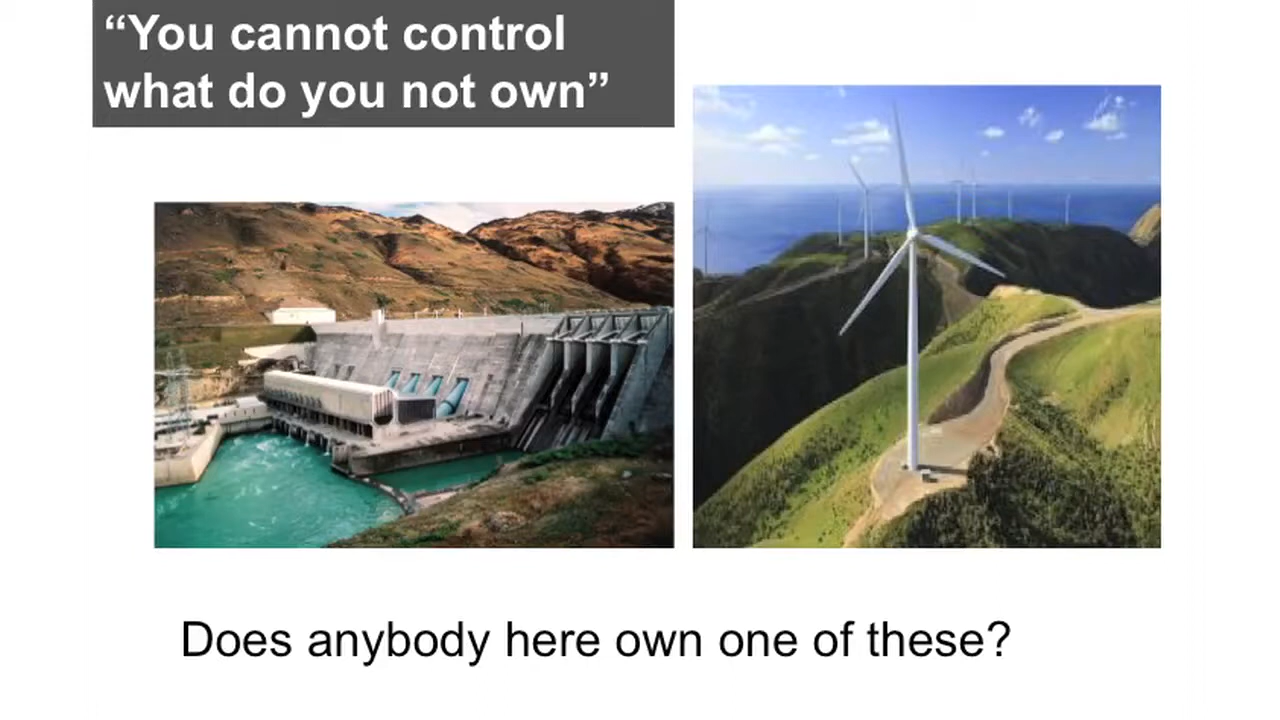 “You cannot control
what do you not own”
Does anybody here own one of these?